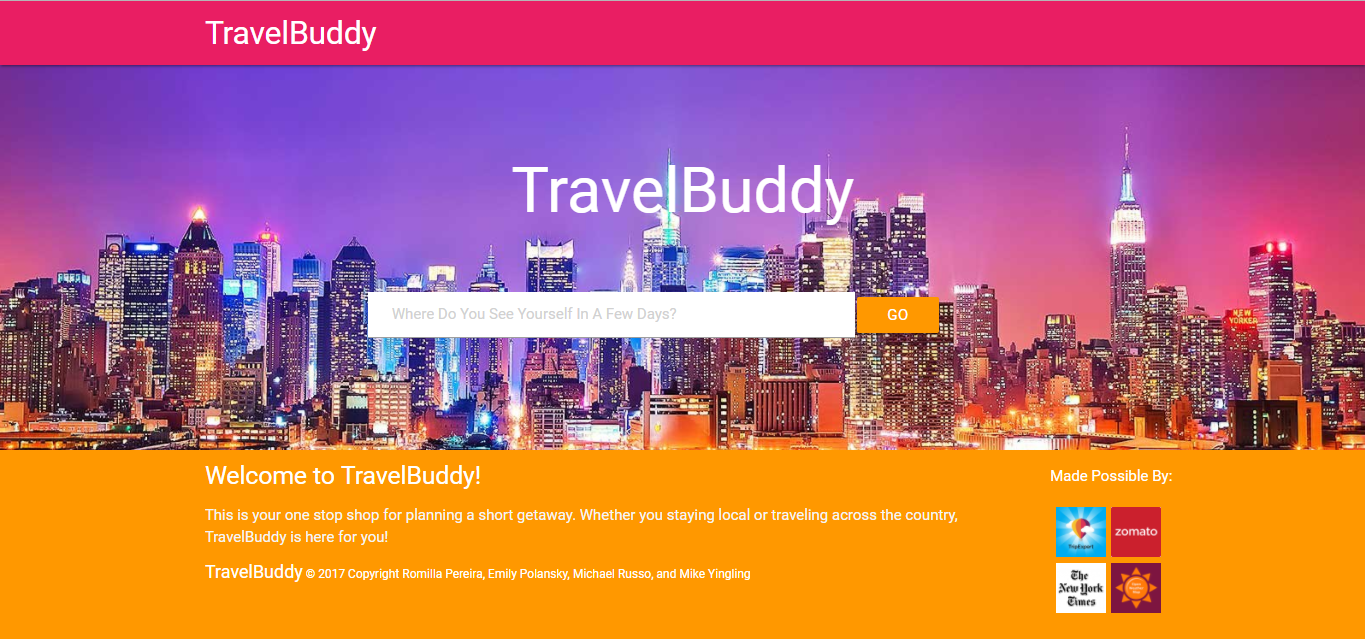 TravelBuddy
TravelBuddy
Where Do You See Yourself In A Few Days?
GO
NEW
YORKER
Welcome to TravelBuddy!
Made Possible By:
This is your one stop shop for planning a short getaway. Whether you staying local or traveling across the country,
TravelBuddy is here for you!
TripExpert
zomato
TravelBuddy © 2017 Copyright Romilla Pereira, Emily Polansky, Michael Russo, and Mike Yingling
The
New York
Times